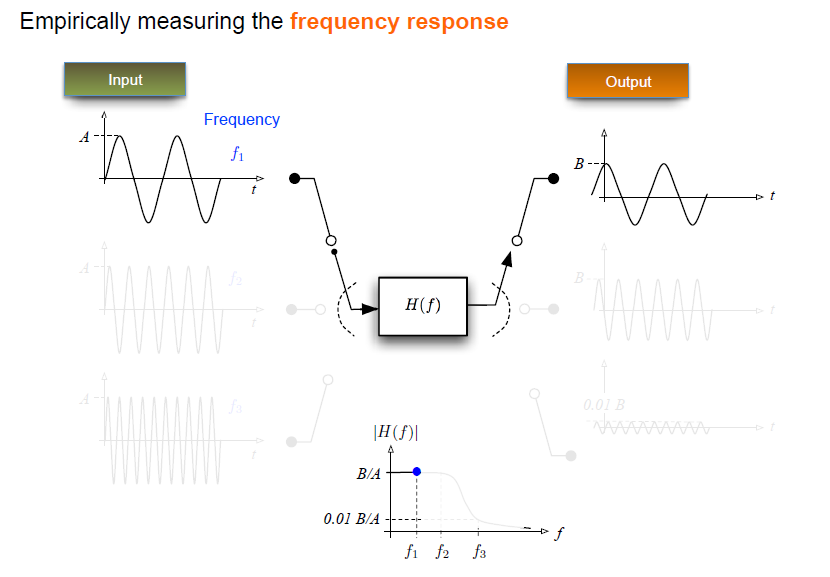 Empirically measuring the frequency response
Input
Output
Frequency
f₁
A
t
B
t
f₂
A
t
B
t
H(f)
f₃
A
t
0.01 B
t
|H(f)|
B/A
0.01 B/A
f
f₁ f₂ f₃